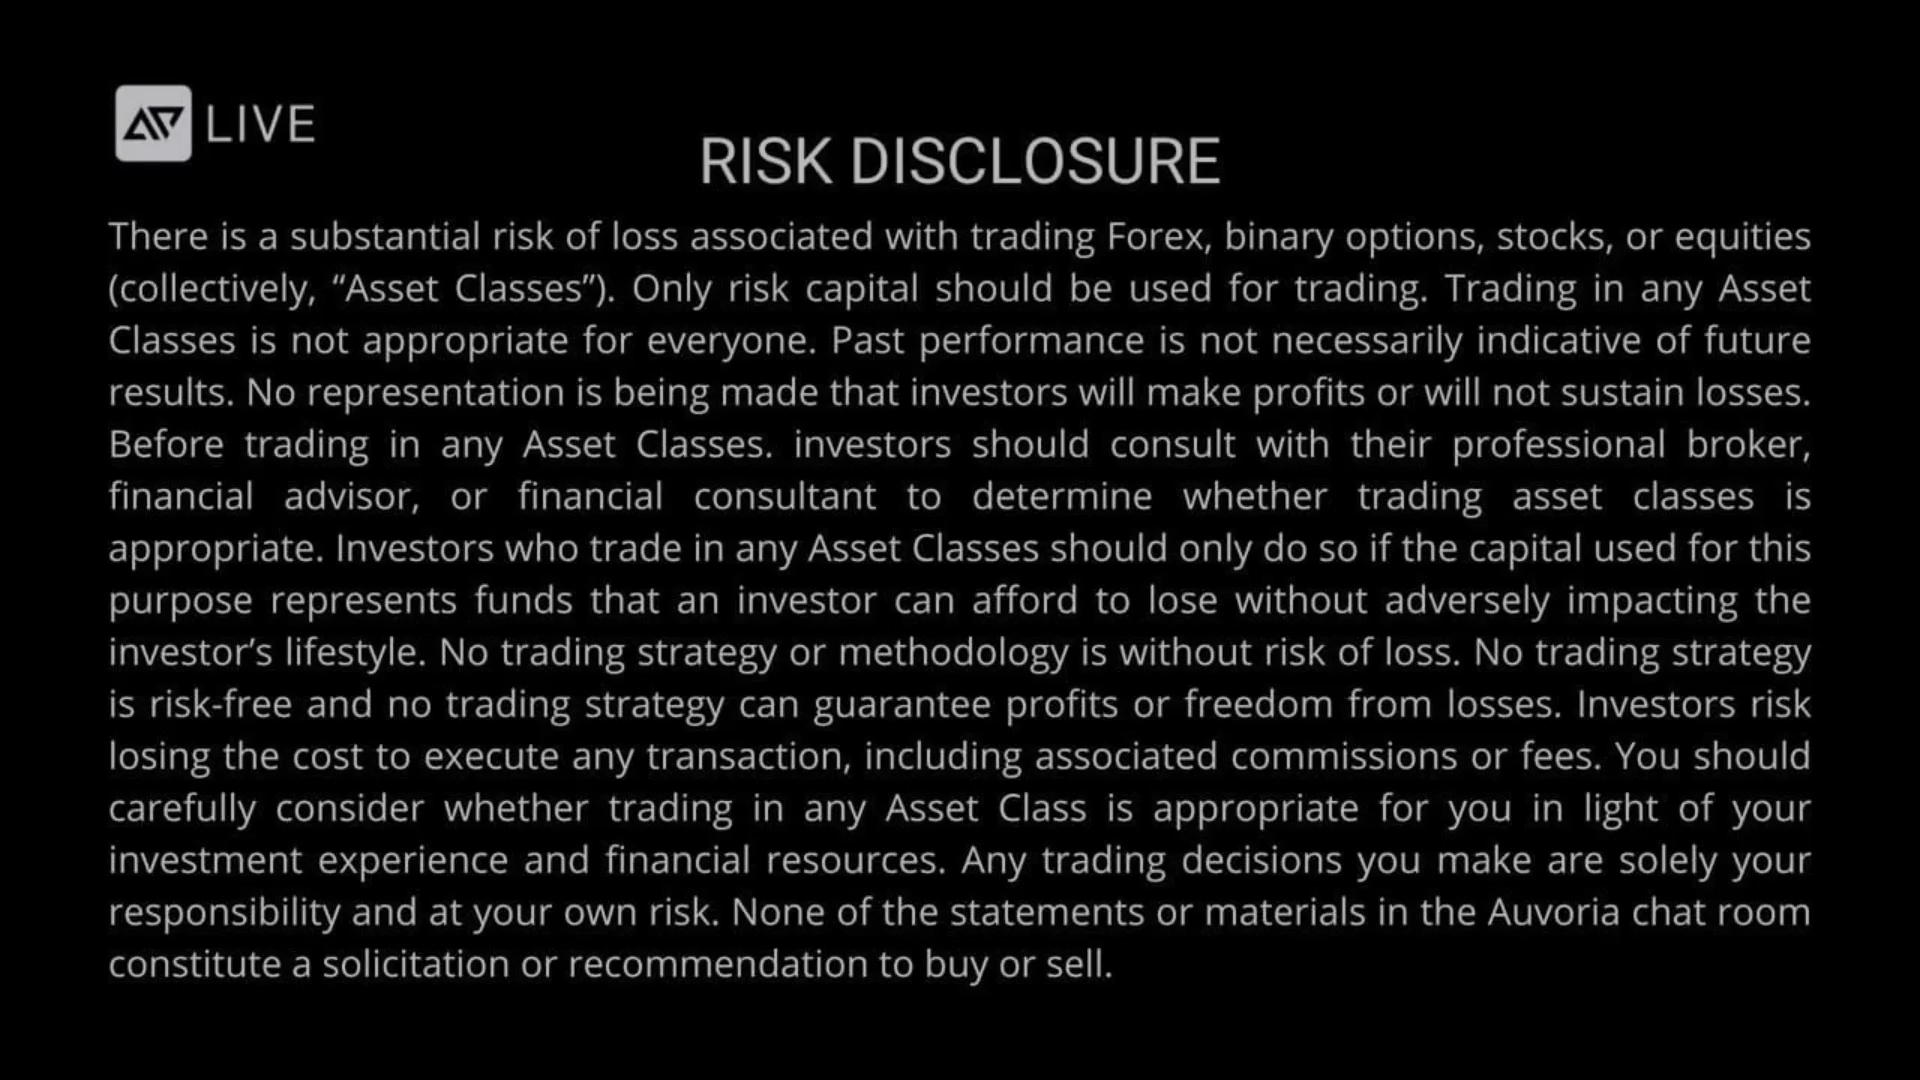 LIVE
RISK DISCLOSURE
There is a substantial risk of loss associated with trading Forex, binary options, stocks, or equities
(collectively, “Asset Classes”). Only risk capital should be used for trading. Trading in any Asset
Classes is not appropriate for everyone. Past performance is not necessarily indicative of future
results. No representation is being made that investors will make profits or will not sustain losses.
Before trading in any Asset Classes. investors should consult with their professional broker,
financial advisor, or financial consultant to determine whether trading asset classes is
appropriate. Investors who trade in any Asset Classes should only do so if the capital used for this
purpose represents funds that an investor can afford to lose without adversely impacting the
investor’s lifestyle. No trading strategy or methodology is without risk of loss. No trading strategy
is risk-free and no trading strategy can guarantee profits or freedom from losses. Investors risk
losing the cost to execute any transaction, including associated commissions or fees. You should
carefully consider whether trading in any Asset Class is appropriate for you in light of your
investment experience and financial resources. Any trading decisions you make are solely your
responsibility and at your own risk. None of the statements or materials in the Auvoria chat room
constitute a solicitation or recommendation to buy or sell.